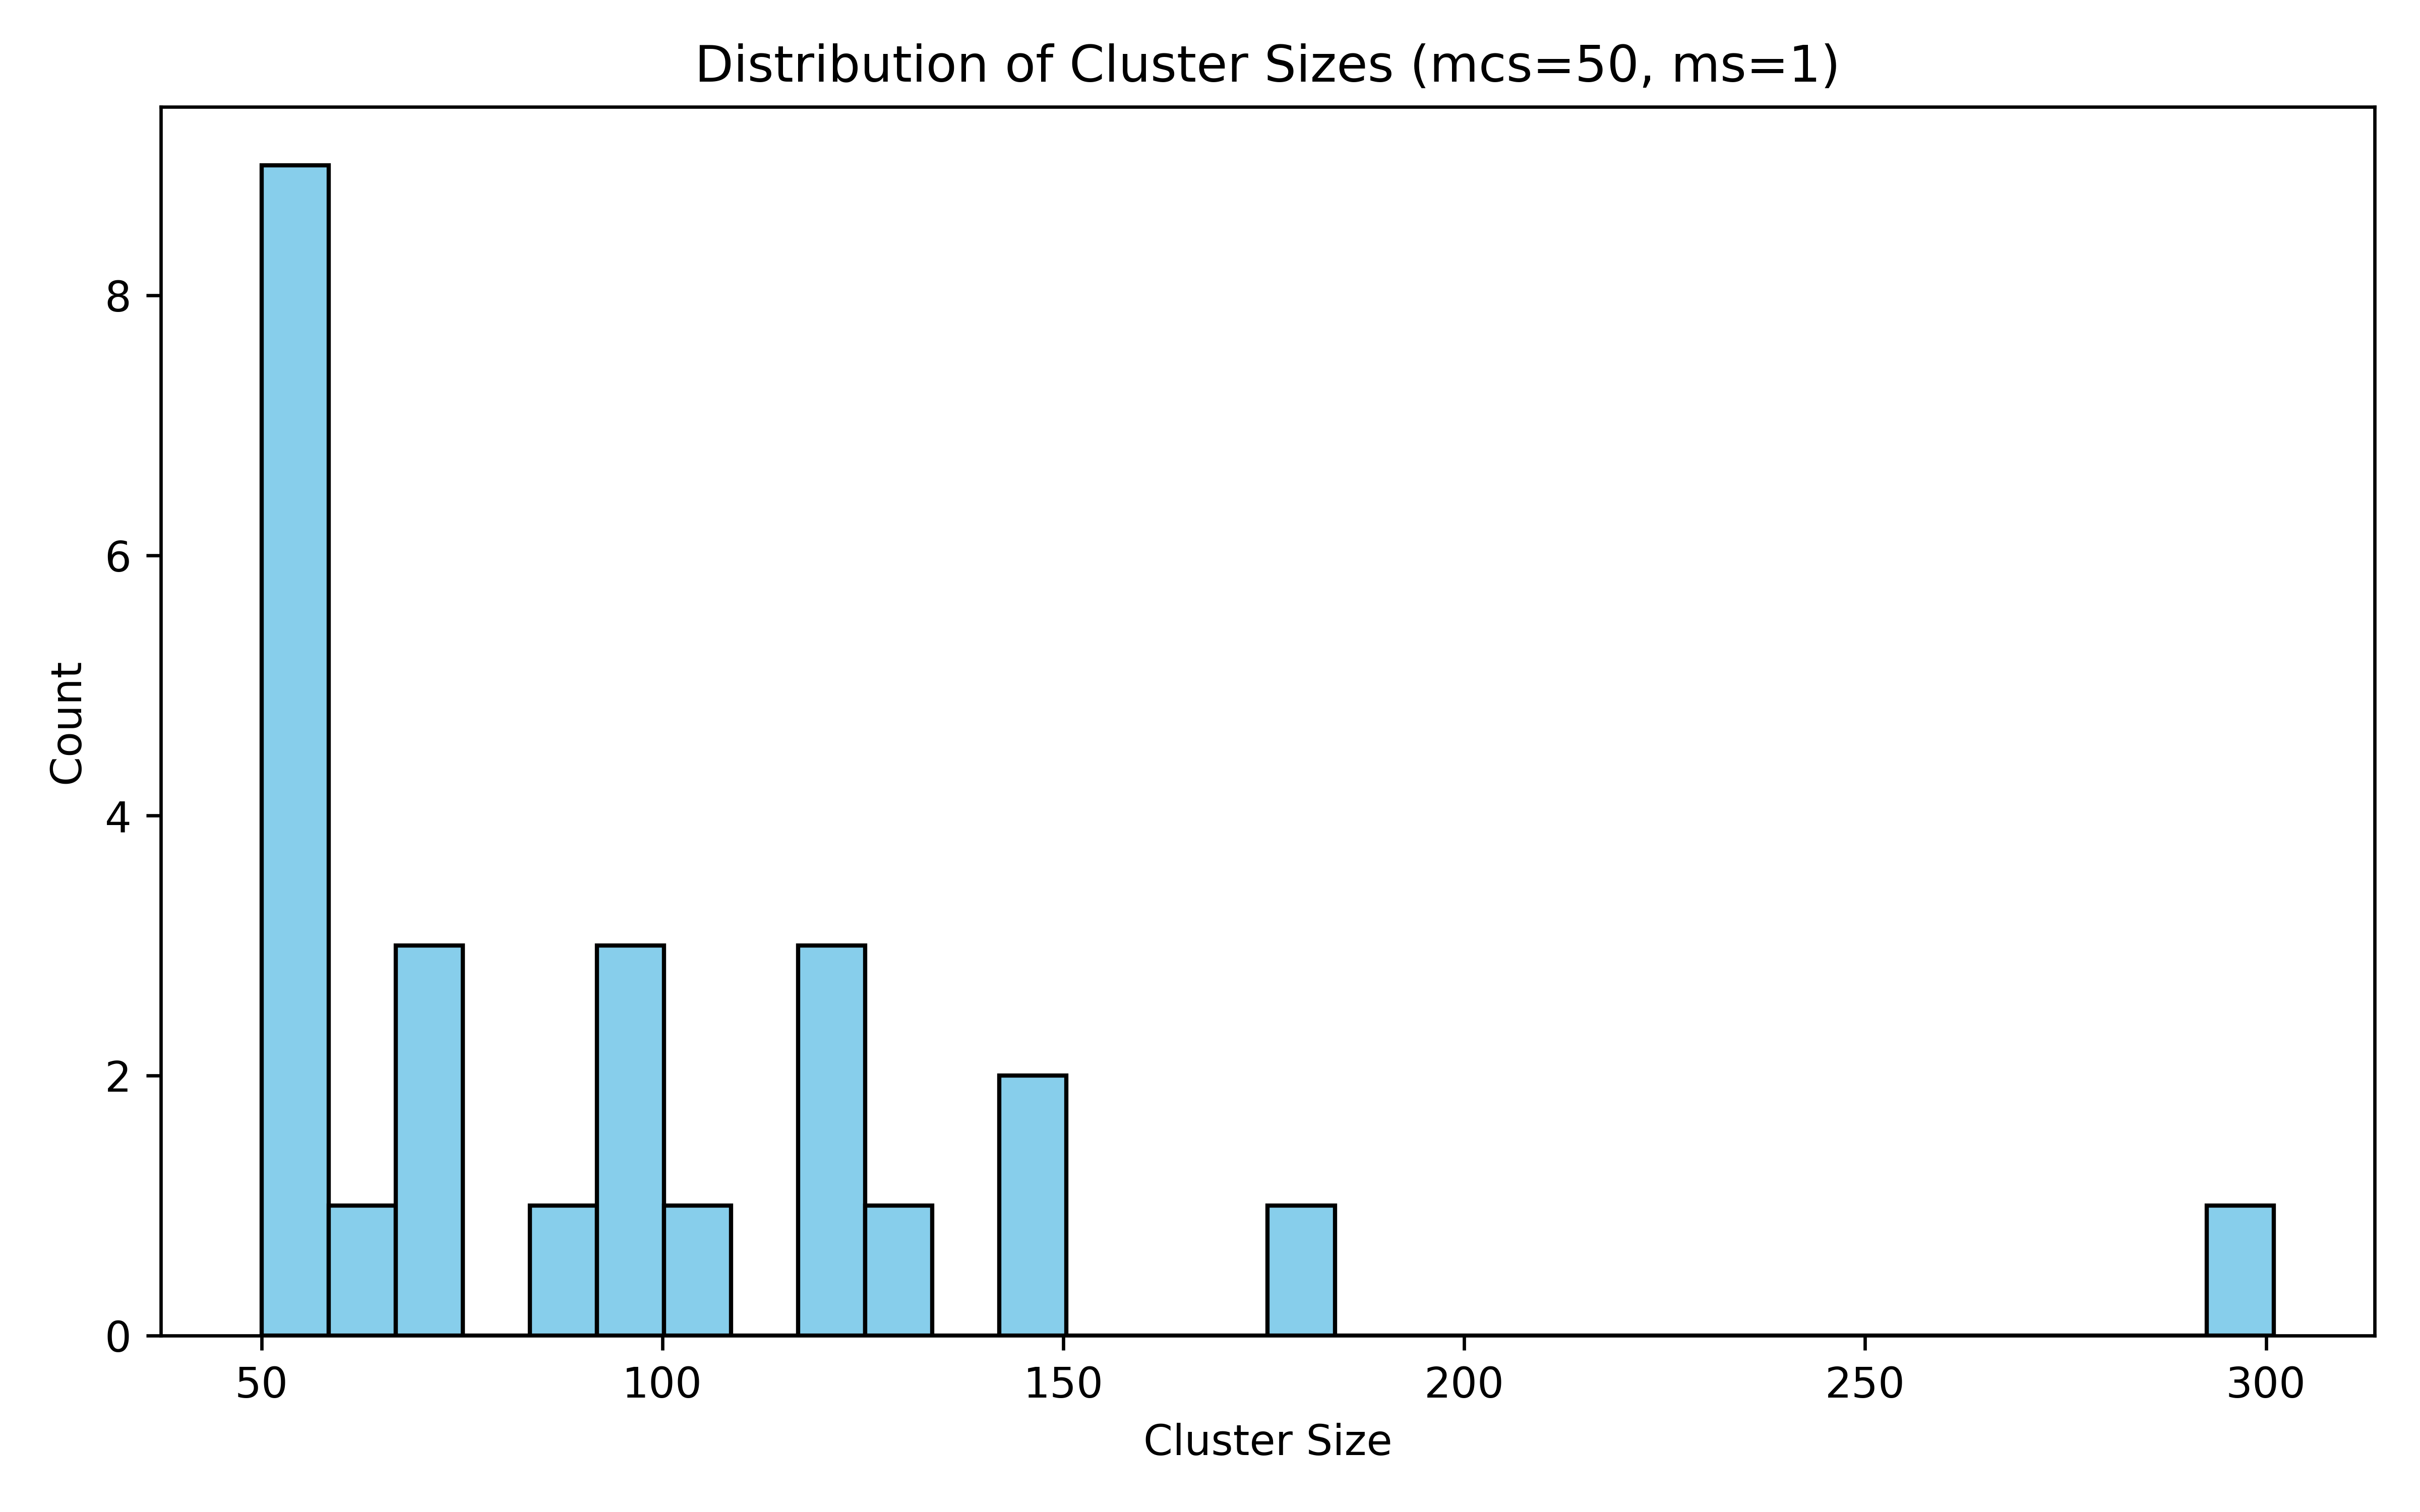 Distribution of Cluster Sizes (mcs=50, ms=1)
Count
8
6
4
2
0
50 100 150 200 250 300
Cluster Size